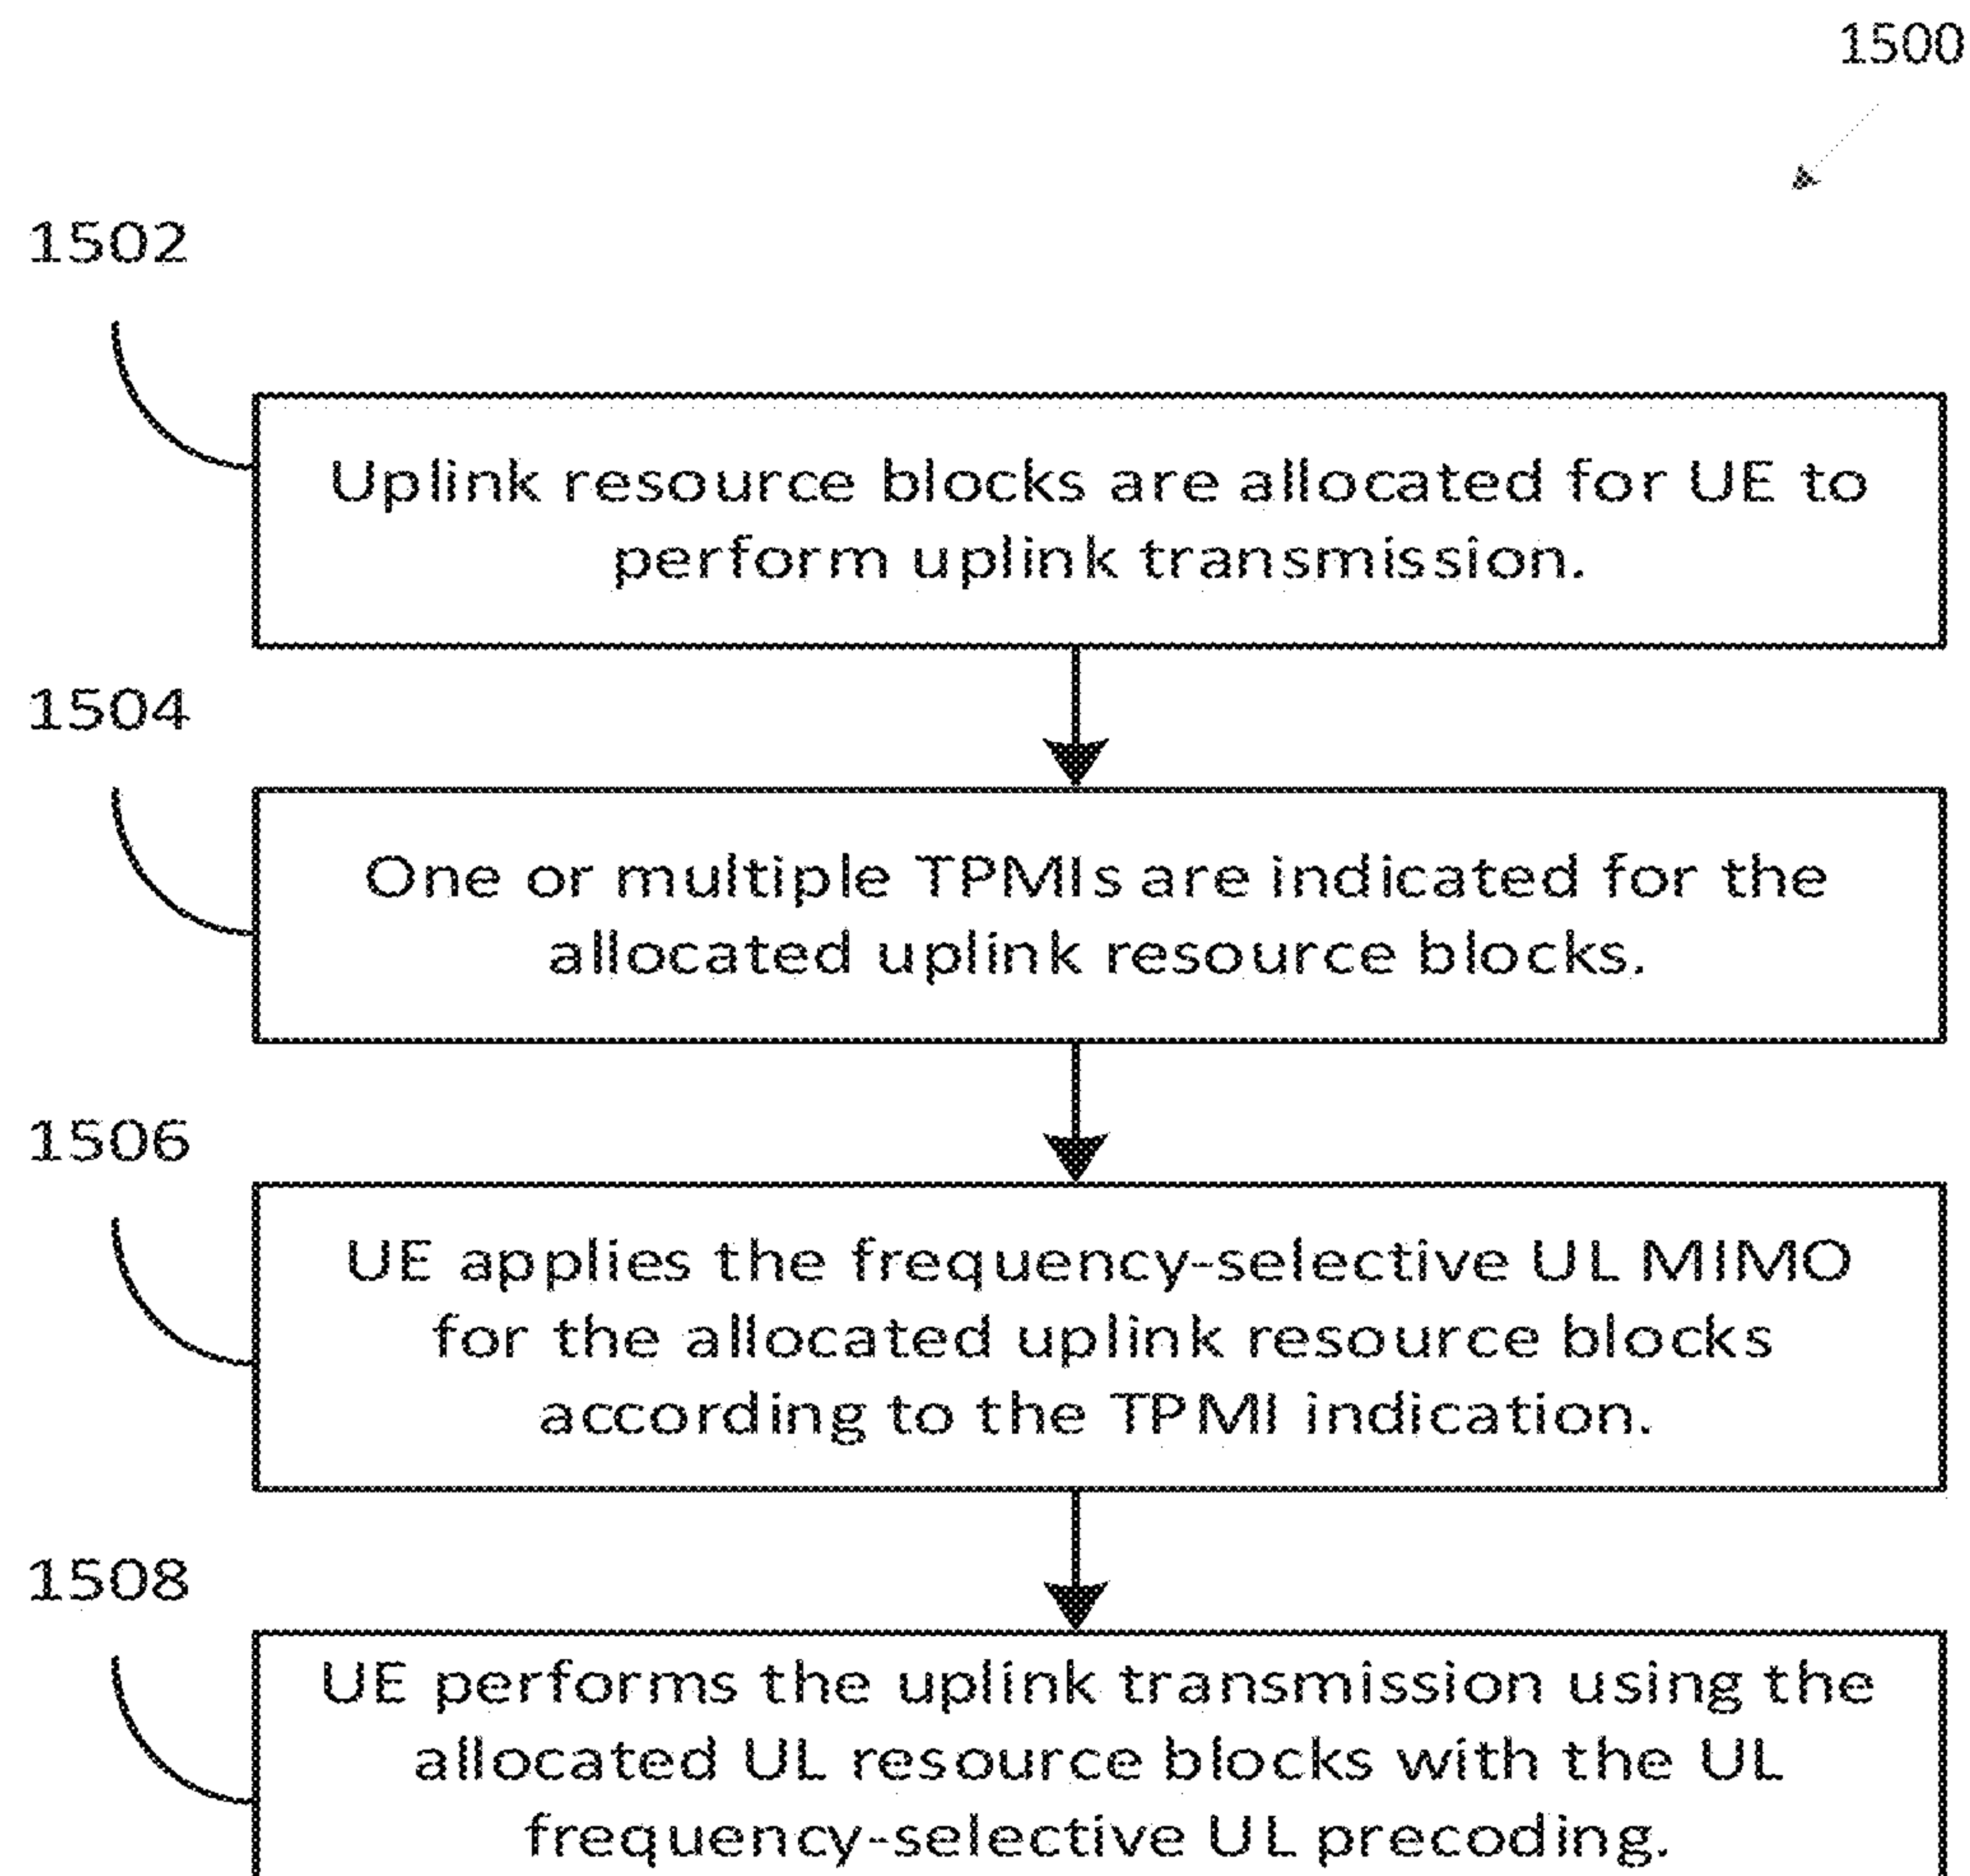 1500
1502
Uplink resource blocks are allocated for UE to
perform uplink transmission.
1504
One or multiple TPMIs are indicated for the
allocated uplink resource blocks.
1506
UE applies the frequency-selective UL MIMO
for the allocated uplink resource blocks
according to the TPMI indication.
1508
UE performs the uplink transmission using the
allocated UL resource blocks with the UL
frequency-selective UL precoding.